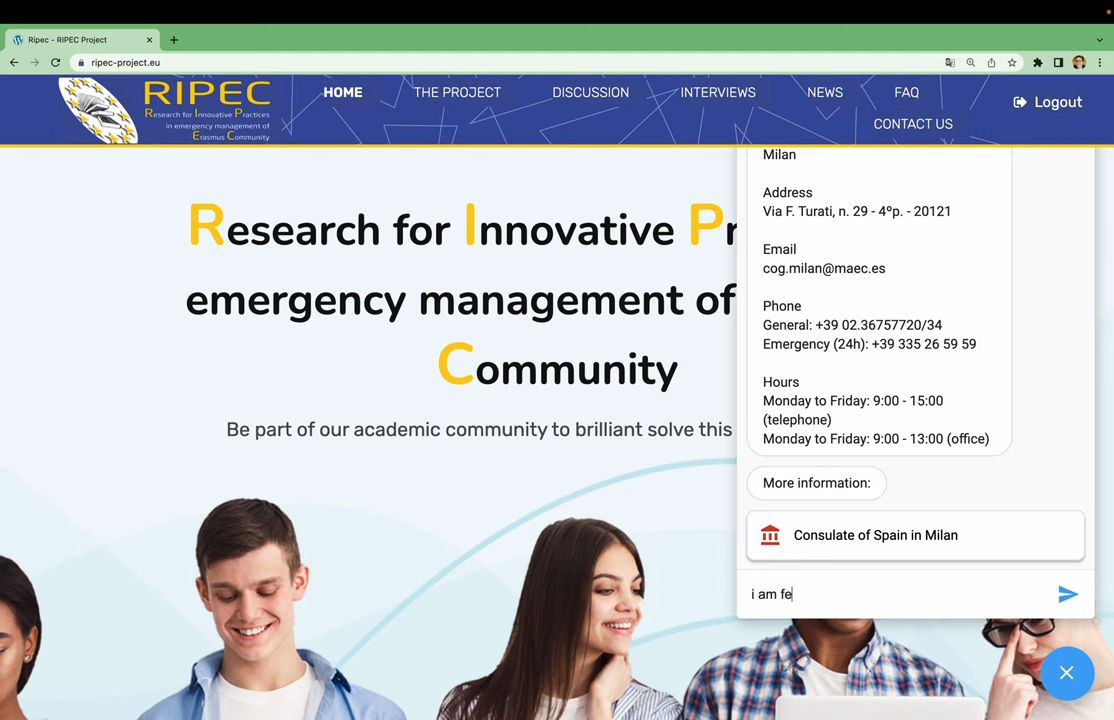 Ripec - RIPEC Project
ripec-project.eu
RIPEC
Research for Innovative Practices
in emergency management of
Erasmus Community
HOME
THE PROJECT
DISCUSSION
INTERVIEWS
NEWS
FAQ
CONTACT US
Logout
Research for Innovative Pr
emergency management of
Community
Be part of our academic community to brilliant solve this
Milan
Address
Via F. Turati, n. 29 - 4ºp. - 20121
Email
cog.milan@maec.es
Phone
General: +39 02.36757720/34
Emergency (24h): +39 335 26 59 59
Hours
Monday to Friday: 9:00 - 15:00
(telephone)
Monday to Friday: 9:00 - 13:00 (office)
More information:
Consulate of Spain in Milan
i am fe